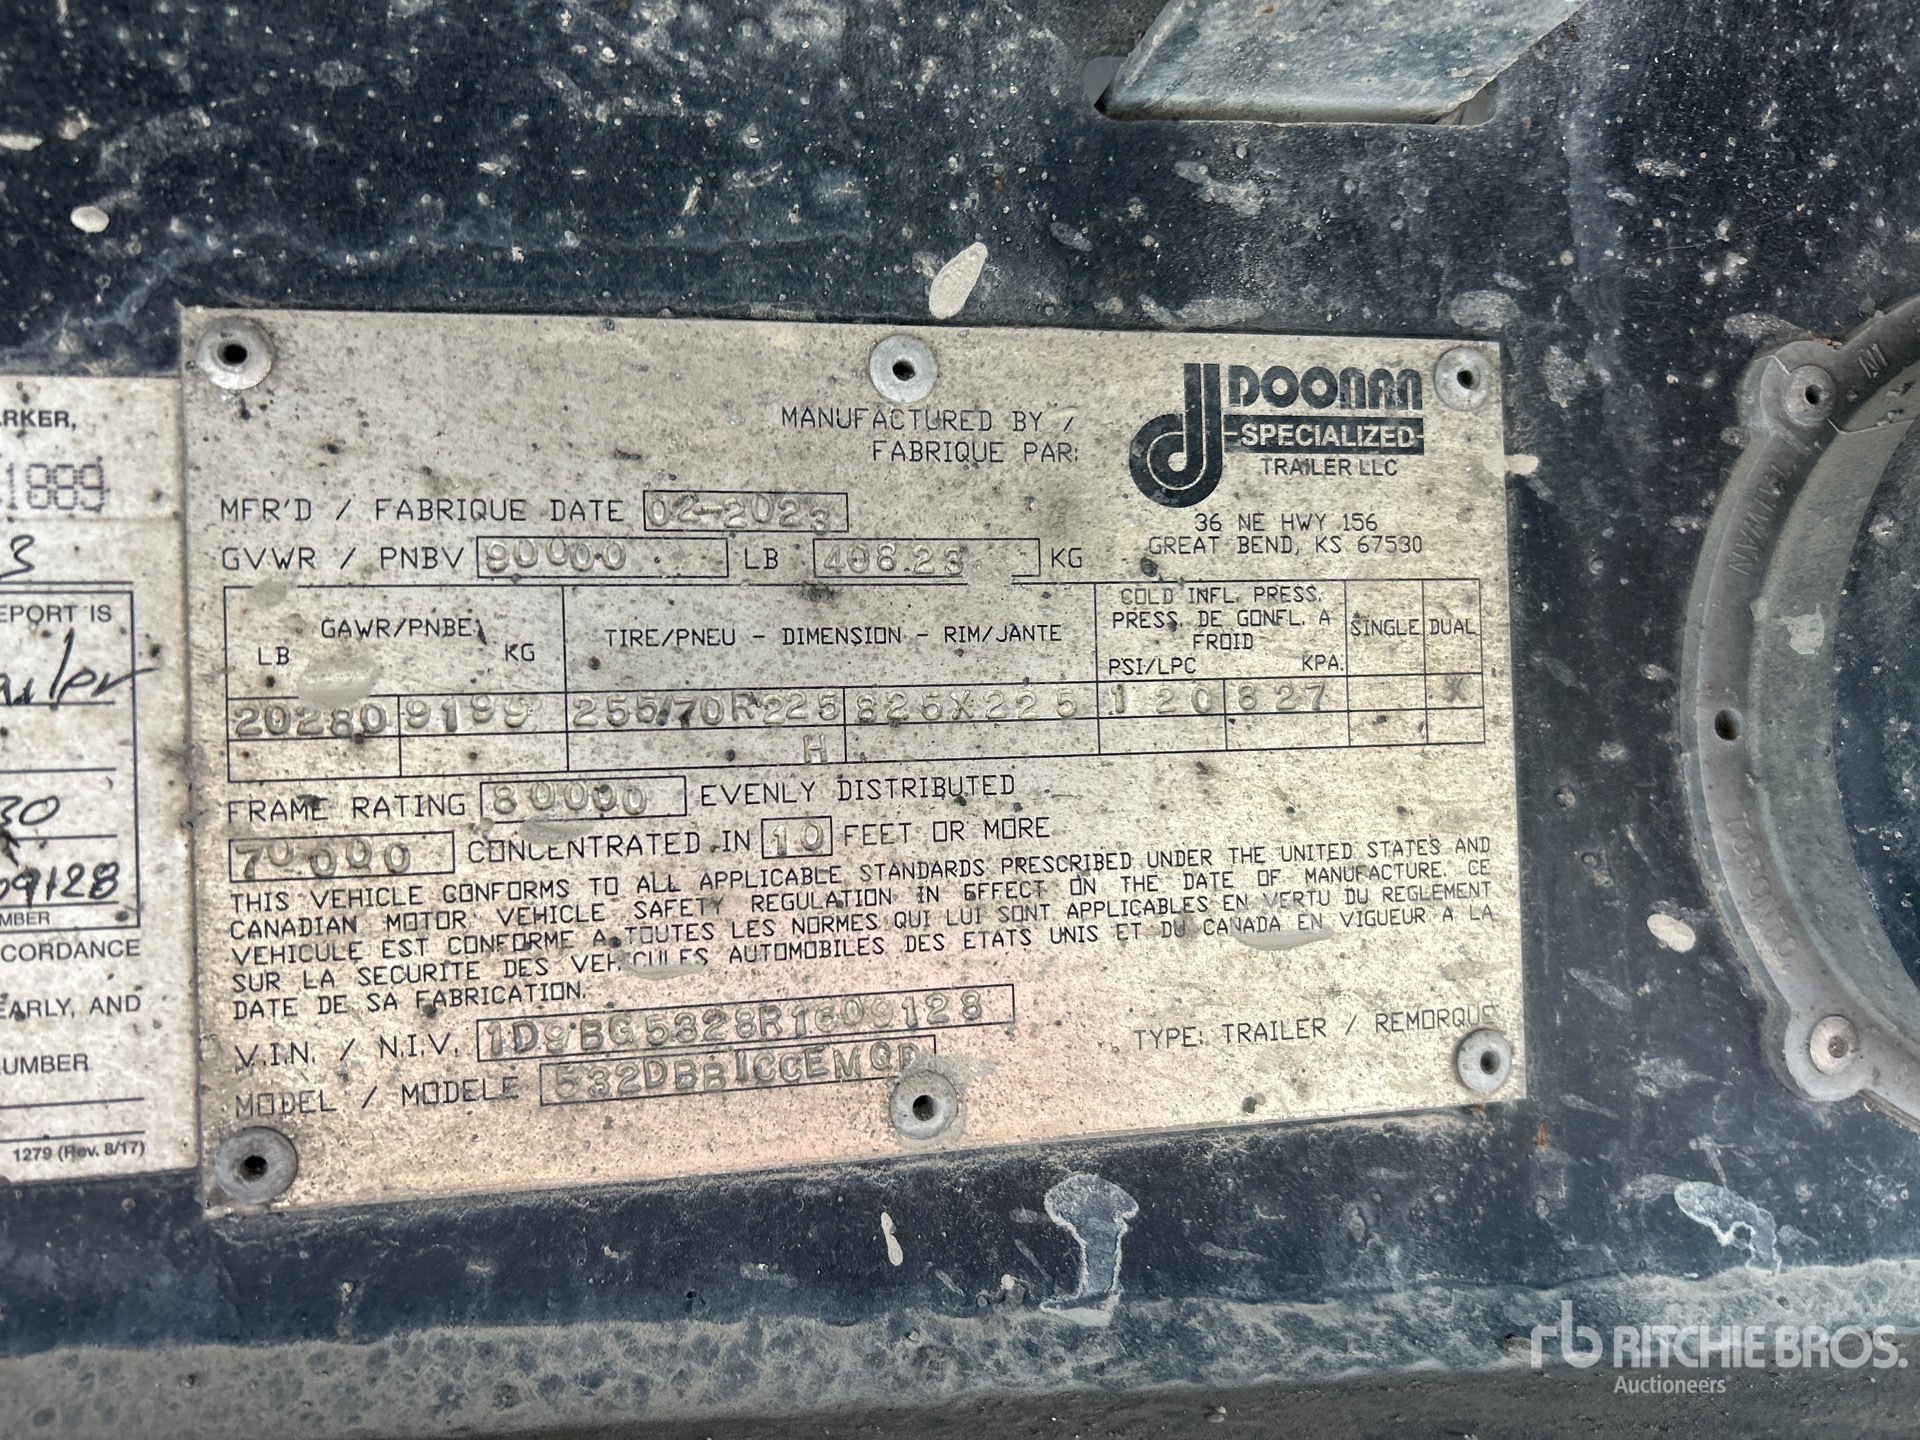 ARKER,
1889
3
EPORT IS
30
09128
MBER
CCORDANCE
EARLY, AND
UMBER
1279 (Rev. 8/17)
MANUFACTURED BY /
FABRIQUE PAR:
DOONAN
SPECIALIZED
TRAILER LLC
36 NE HWY 156
GREAT BEND, KS 67530
MFR'D / FABRIQUE DATE 02-2023
GVWR / PNBV 90000 LB 40823 KG
GAWR/PNBE
LB KG
TIRE/PNEU - DIMENSION - RIM/JANTE
COLD INFL. PRESS.
PRESS. DE GONFL. A
FROID
PSI/LPC KPA.
SINGLE DUAL
20280 9199 255/70R225 825X225 120 827 X
H
FRAME RATING 80000 EVENLY DISTRIBUTED
70,000 CONCENTRATED IN 10 FEET OR MORE
THIS VEHICLE CONFORMS TO ALL APPLICABLE STANDARDS PRESCRIBED UNDER THE UNITED STATES AND
CANADIAN MOTOR VEHICLE SAFETY REGULATION IN EFFECT ON THE DATE OF MANUFACTURE. CE
VEHICULE EST CONFORME A TOUTES LES NORMES QUI LUI SONT APPLICABLES EN VERTU DU REGLEMENT
SUR LA SECURITE DES VEHICULES AUTOMOBILES DES ETATS UNIS ET DU CANADA EN VIGUEUR A LA
DATE DE SA FABRICATION.
V.I.N. / N.I.V. 1D9BG5328R1609128
MODEL / MODELE 532DBB1CCEMQD
TYPE: TRAILER / REMORQUE
rb RITCHIE BROS.
Auctioneers